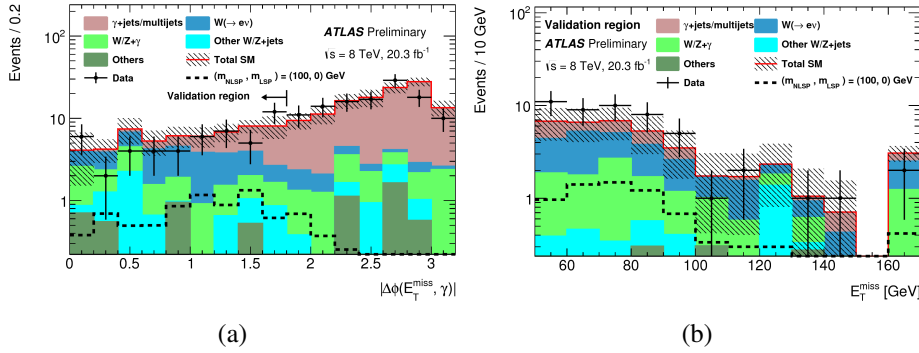 Events / 0.2
10²
10
1
γ+jets/multijets
W(→ eν)
W/Z+γ
Other W/Z+jets
Others
Total SM
Data
(m_NLSP, m_LSP) = (100, 0) GeV
ATLAS Preliminary
√s = 8 TeV, 20.3 fb⁻¹
Validation region
0 0.5 1 1.5 2 2.5 3
|Δϕ(E_T^miss, γ)|
(a)
Events / 10 GeV
10²
10
1
Validation region
ATLAS Preliminary
√s = 8 TeV, 20.3 fb⁻¹
γ+jets/multijets
W(→ eν)
W/Z+γ
Other W/Z+jets
Others
Total SM
Data
(m_NLSP, m_LSP) = (100, 0) GeV
60 80 100 120 140 160
E_T^miss [GeV]
(b)